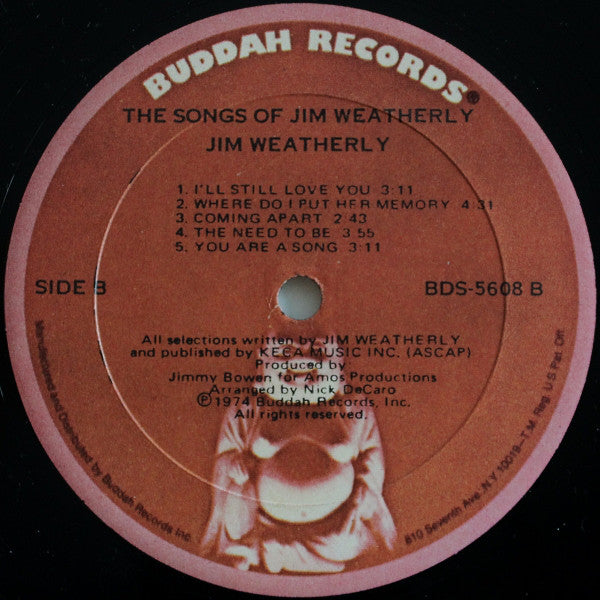 BUDDAH RECORDS®
THE SONGS OF JIM WEATHERLY
JIM WEATHERLY
1. I'LL STILL LOVE YOU 3:11
2. WHERE DO I PUT HER MEMORY 4:31
3. COMING APART 2:43
4. THE NEED TO BE 3:55
5. YOU ARE A SONG 3:11
SIDE B
BDS-5608 B
All selections written by JIM WEATHERLY
and published by KECA MUSIC INC. (ASCAP)
Produced by:
Jimmy Bowen for Amos Productions
Arranged by Nick DeCaro
℗1974 Buddah Records, Inc.
All rights reserved.
Manufactured and Distributed by Buddah Records Inc.
810 Seventh Ave., N.Y. 10019–T.M. Reg. U.S. Pat. Off.